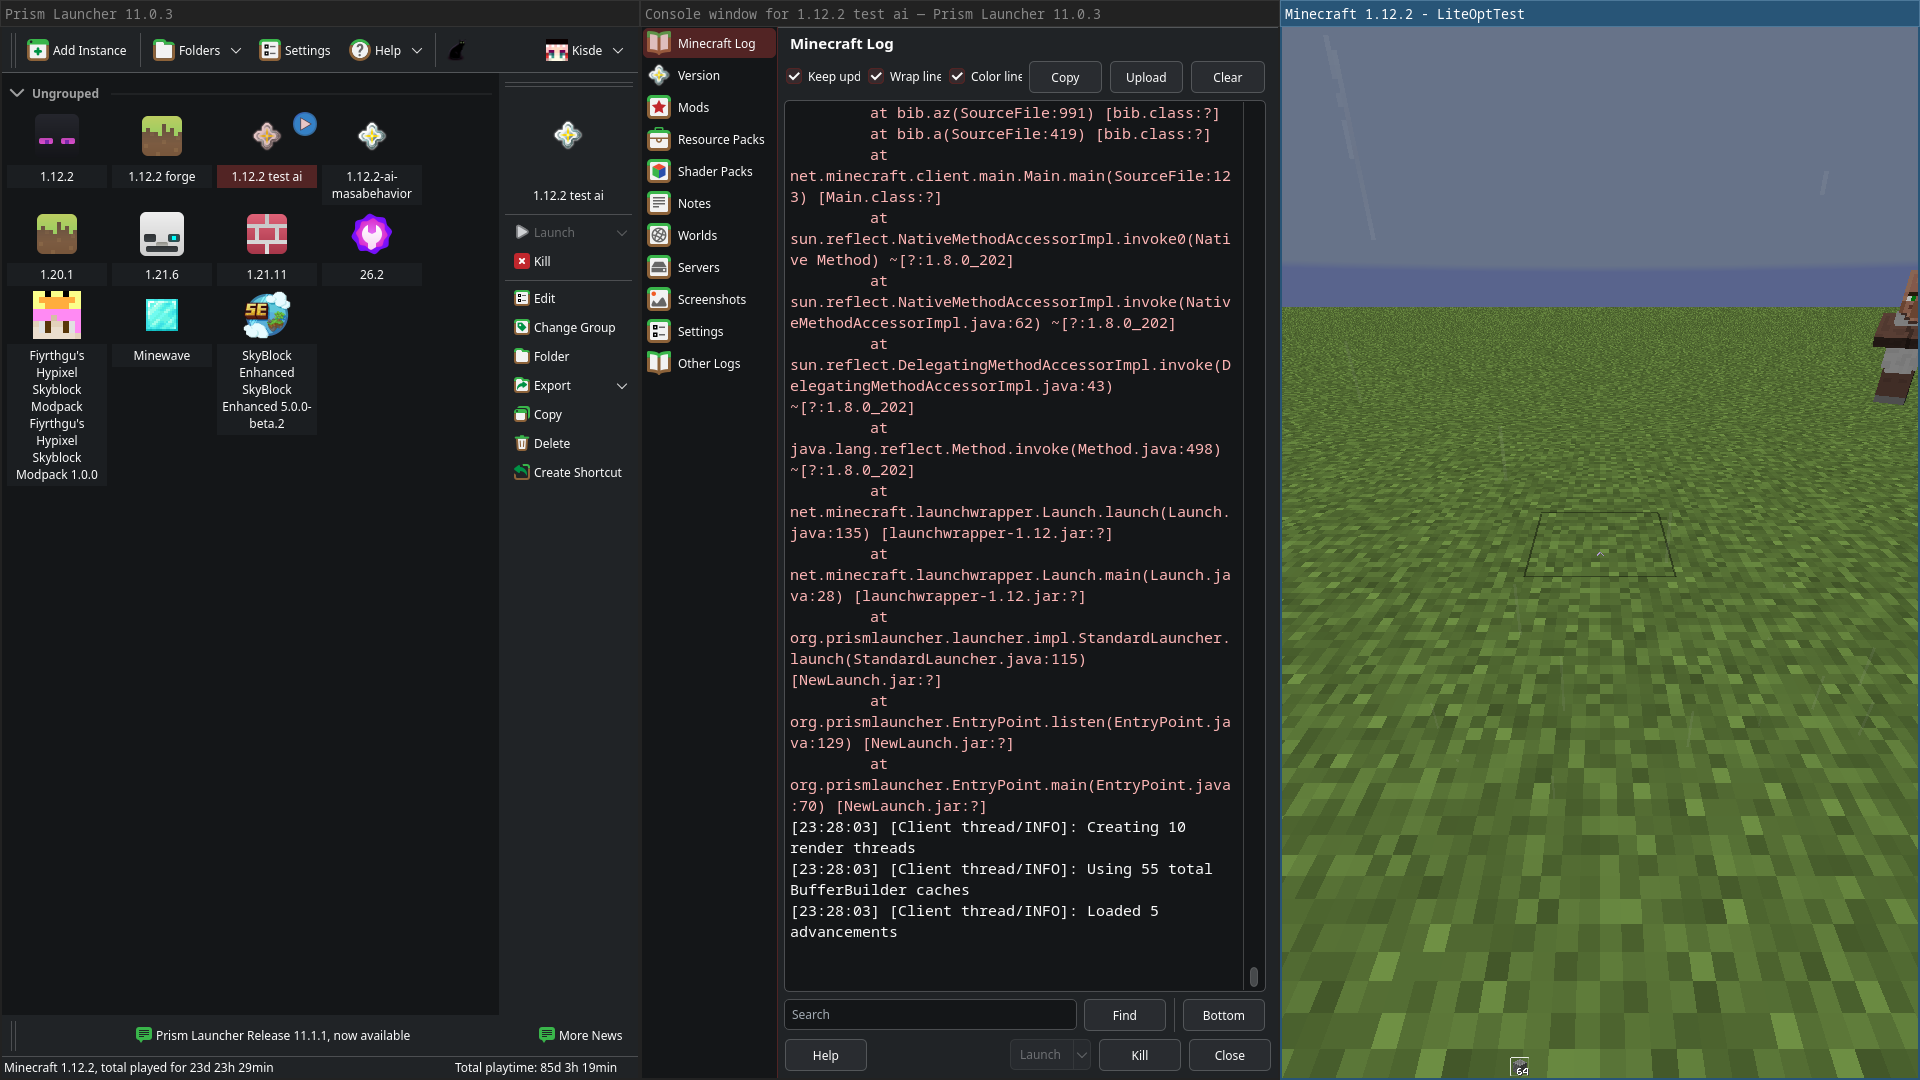 Prism Launcher 11.0.3
Add Instance
Folders
Settings
Help
Kisde
Ungrouped
1.12.2
1.12.2 forge
1.12.2 test ai
1.12.2-ai-
masabehavior
1.20.1
1.21.6
1.21.11
26.2
Fiyrthgu's
Hypixel
Skyblock
Modpack
Fiyrthgu's
Hypixel
Skyblock
Modpack 1.0.0
Minewave
SkyBlock
Enhanced
SkyBlock
Enhanced 5.0.0-
beta.2
SE
1.12.2 test ai
Launch
Kill
Edit
Change Group
Folder
Export
Copy
Delete
Create Shortcut
Prism Launcher Release 11.1.1, now available
More News
Minecraft 1.12.2, total played for 23d 23h 29min
Total playtime: 85d 3h 19min
Console window for 1.12.2 test ai — Prism Launcher 11.0.3
Minecraft Log
Version
Mods
Resource Packs
Shader Packs
Notes
Worlds
Servers
Screenshots
Settings
Other Logs
Minecraft Log
Keep upd
Wrap line
Color line
Copy
Upload
Clear
at bib.az(SourceFile:991) [bib.class:?]
at bib.a(SourceFile:419) [bib.class:?]
at
net.minecraft.client.main.Main.main(SourceFile:12
3) [Main.class:?]
at
sun.reflect.NativeMethodAccessorImpl.invoke0(Nati
ve Method) ~[?:1.8.0_202]
at
sun.reflect.NativeMethodAccessorImpl.invoke(Nativ
eMethodAccessorImpl.java:62) ~[?:1.8.0_202]
at
sun.reflect.DelegatingMethodAccessorImpl.invoke(D
elegatingMethodAccessorImpl.java:43)
~[?:1.8.0_202]
at
java.lang.reflect.Method.invoke(Method.java:498)
~[?:1.8.0_202]
at
net.minecraft.launchwrapper.Launch.launch(Launch.
java:135) [launchwrapper-1.12.jar:?]
at
net.minecraft.launchwrapper.Launch.main(Launch.ja
va:28) [launchwrapper-1.12.jar:?]
at
org.prismlauncher.launcher.impl.StandardLauncher.
launch(StandardLauncher.java:115)
[NewLaunch.jar:?]
at
org.prismlauncher.EntryPoint.listen(EntryPoint.ja
va:129) [NewLaunch.jar:?]
at
org.prismlauncher.EntryPoint.main(EntryPoint.java
:70) [NewLaunch.jar:?]
[23:28:03] [Client thread/INFO]: Creating 10
render threads
[23:28:03] [Client thread/INFO]: Using 55 total
BufferBuilder caches
[23:28:03] [Client thread/INFO]: Loaded 5
advancements
Search
Find
Bottom
Help
Launch
Kill
Close
Minecraft 1.12.2 - LiteOptTest
64